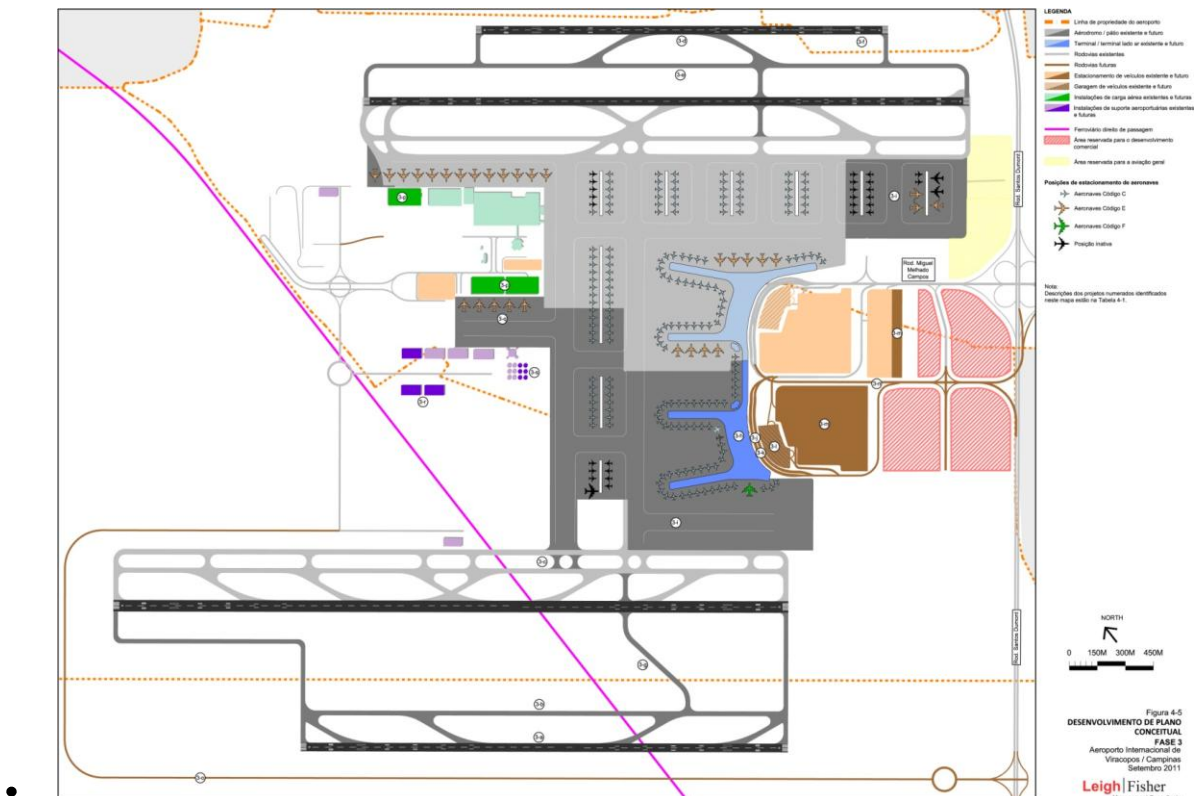 LEGENDA
Linha de propriedade do aeroporto
Aeródromo / pátio existente e futuro
Terminal / terminal lado ar existente e futuro
Rodovias existentes
Rodovias futuras
Estacionamento de veículos existente e futuro
Garagem de veículos existente e futuro
Instalações de carga aérea existentes e futuras
Instalações de suporte aeroportuárias existentes
e futuras
Ferroviário direito de passagem
Área reservada para o desenvolvimento
comercial
Área reservada para a aviação geral
Posições de estacionamento de aeronaves
Aeronaves Código C
Aeronaves Código E
Aeronaves Código F
Posição inativa
Nota:
Descrições dos projetos numerados identificados
neste mapa estão na Tabela 4-1.
Rod. Santos Dumont
Rod. Miguel
Melhado
Campos
Rod. Santos Dumont
NORTH
0 150M 300M 450M
Figura 4-5
DESENVOLVIMENTO DE PLANO
CONCEITUAL
FASE 3
Aeroporto Internacional de
Viracopos / Campinas
Setembro 2011
Leigh|Fisher